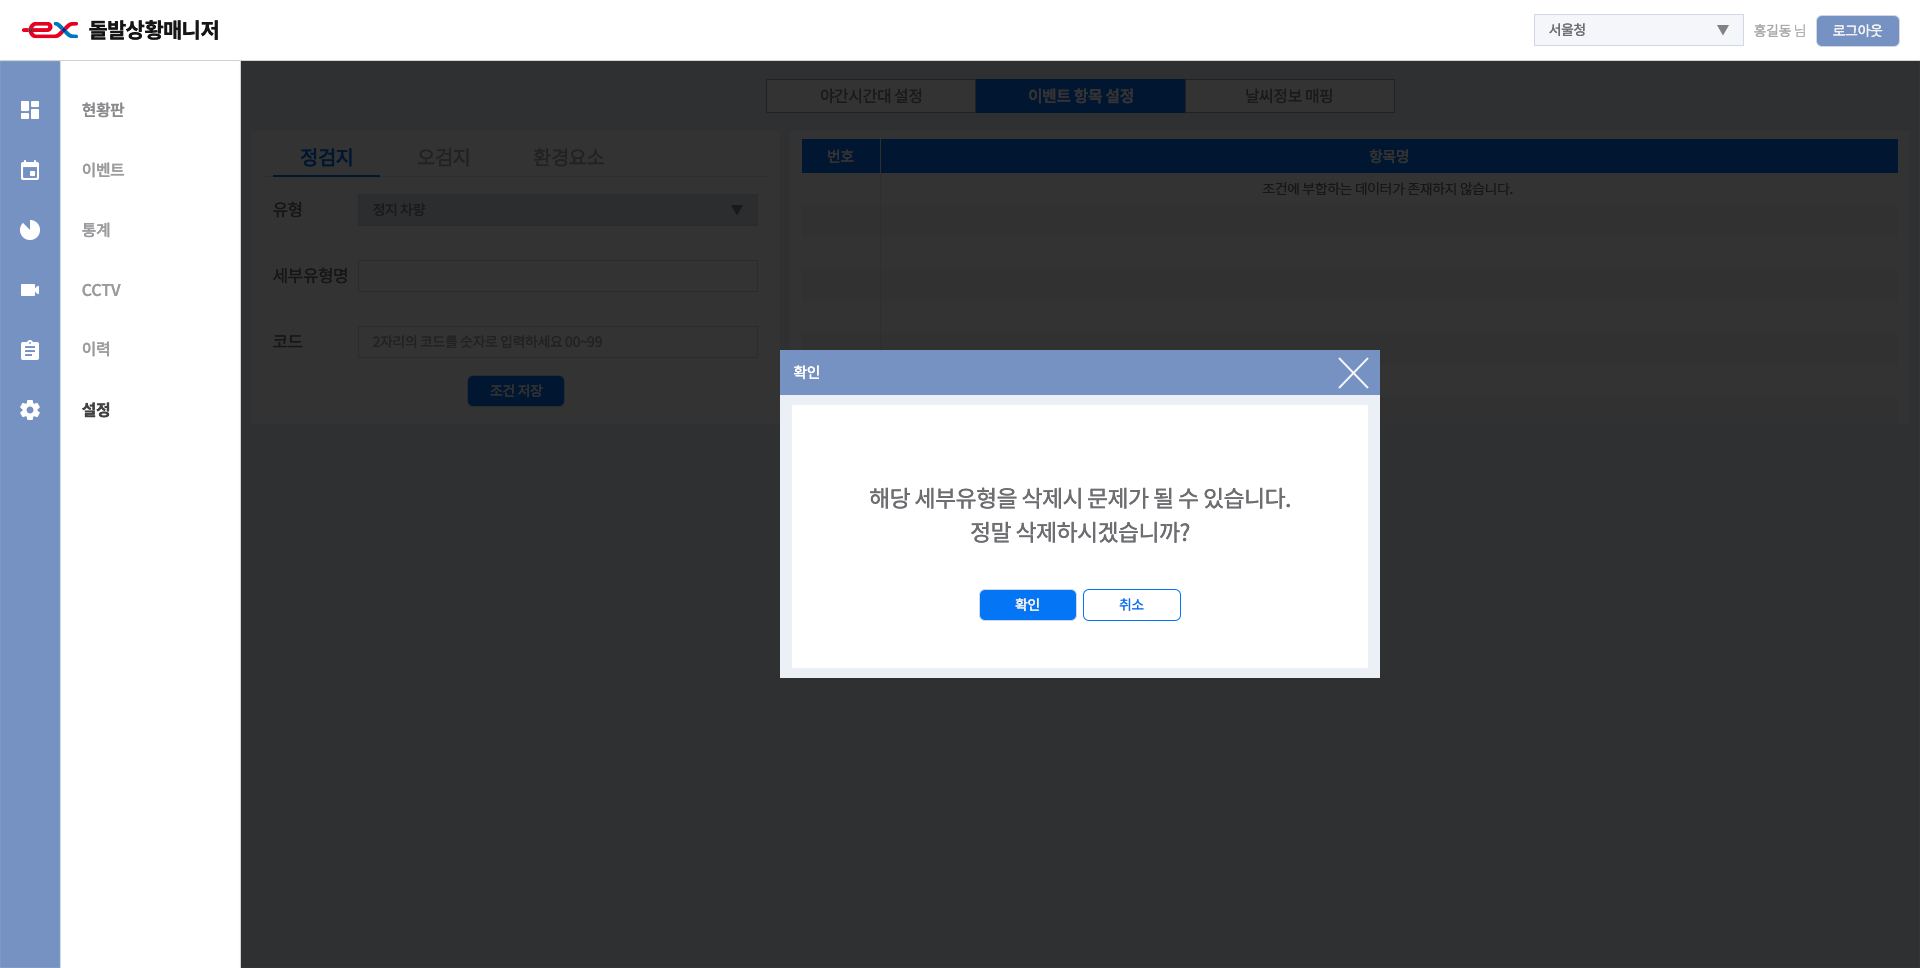 ex 돌발상황매니저
서울청 ▼ 홍길동 님 로그아웃
현황판
이벤트
통계
CCTV
이력
설정
야간시간대 설정 이벤트 항목 설정 날씨정보 매핑
정검지 오검지 환경요소
유형 정지 차량 ▼
세부유형명
코드 2자리의 코드를 숫자로 입력하세요 00~99
조건 저장
번호 항목명
조건에 부합하는 데이터가 존재하지 않습니다.
확인
해당 세부유형을 삭제시 문제가 될 수 있습니다.
정말 삭제하시겠습니까?
확인 취소